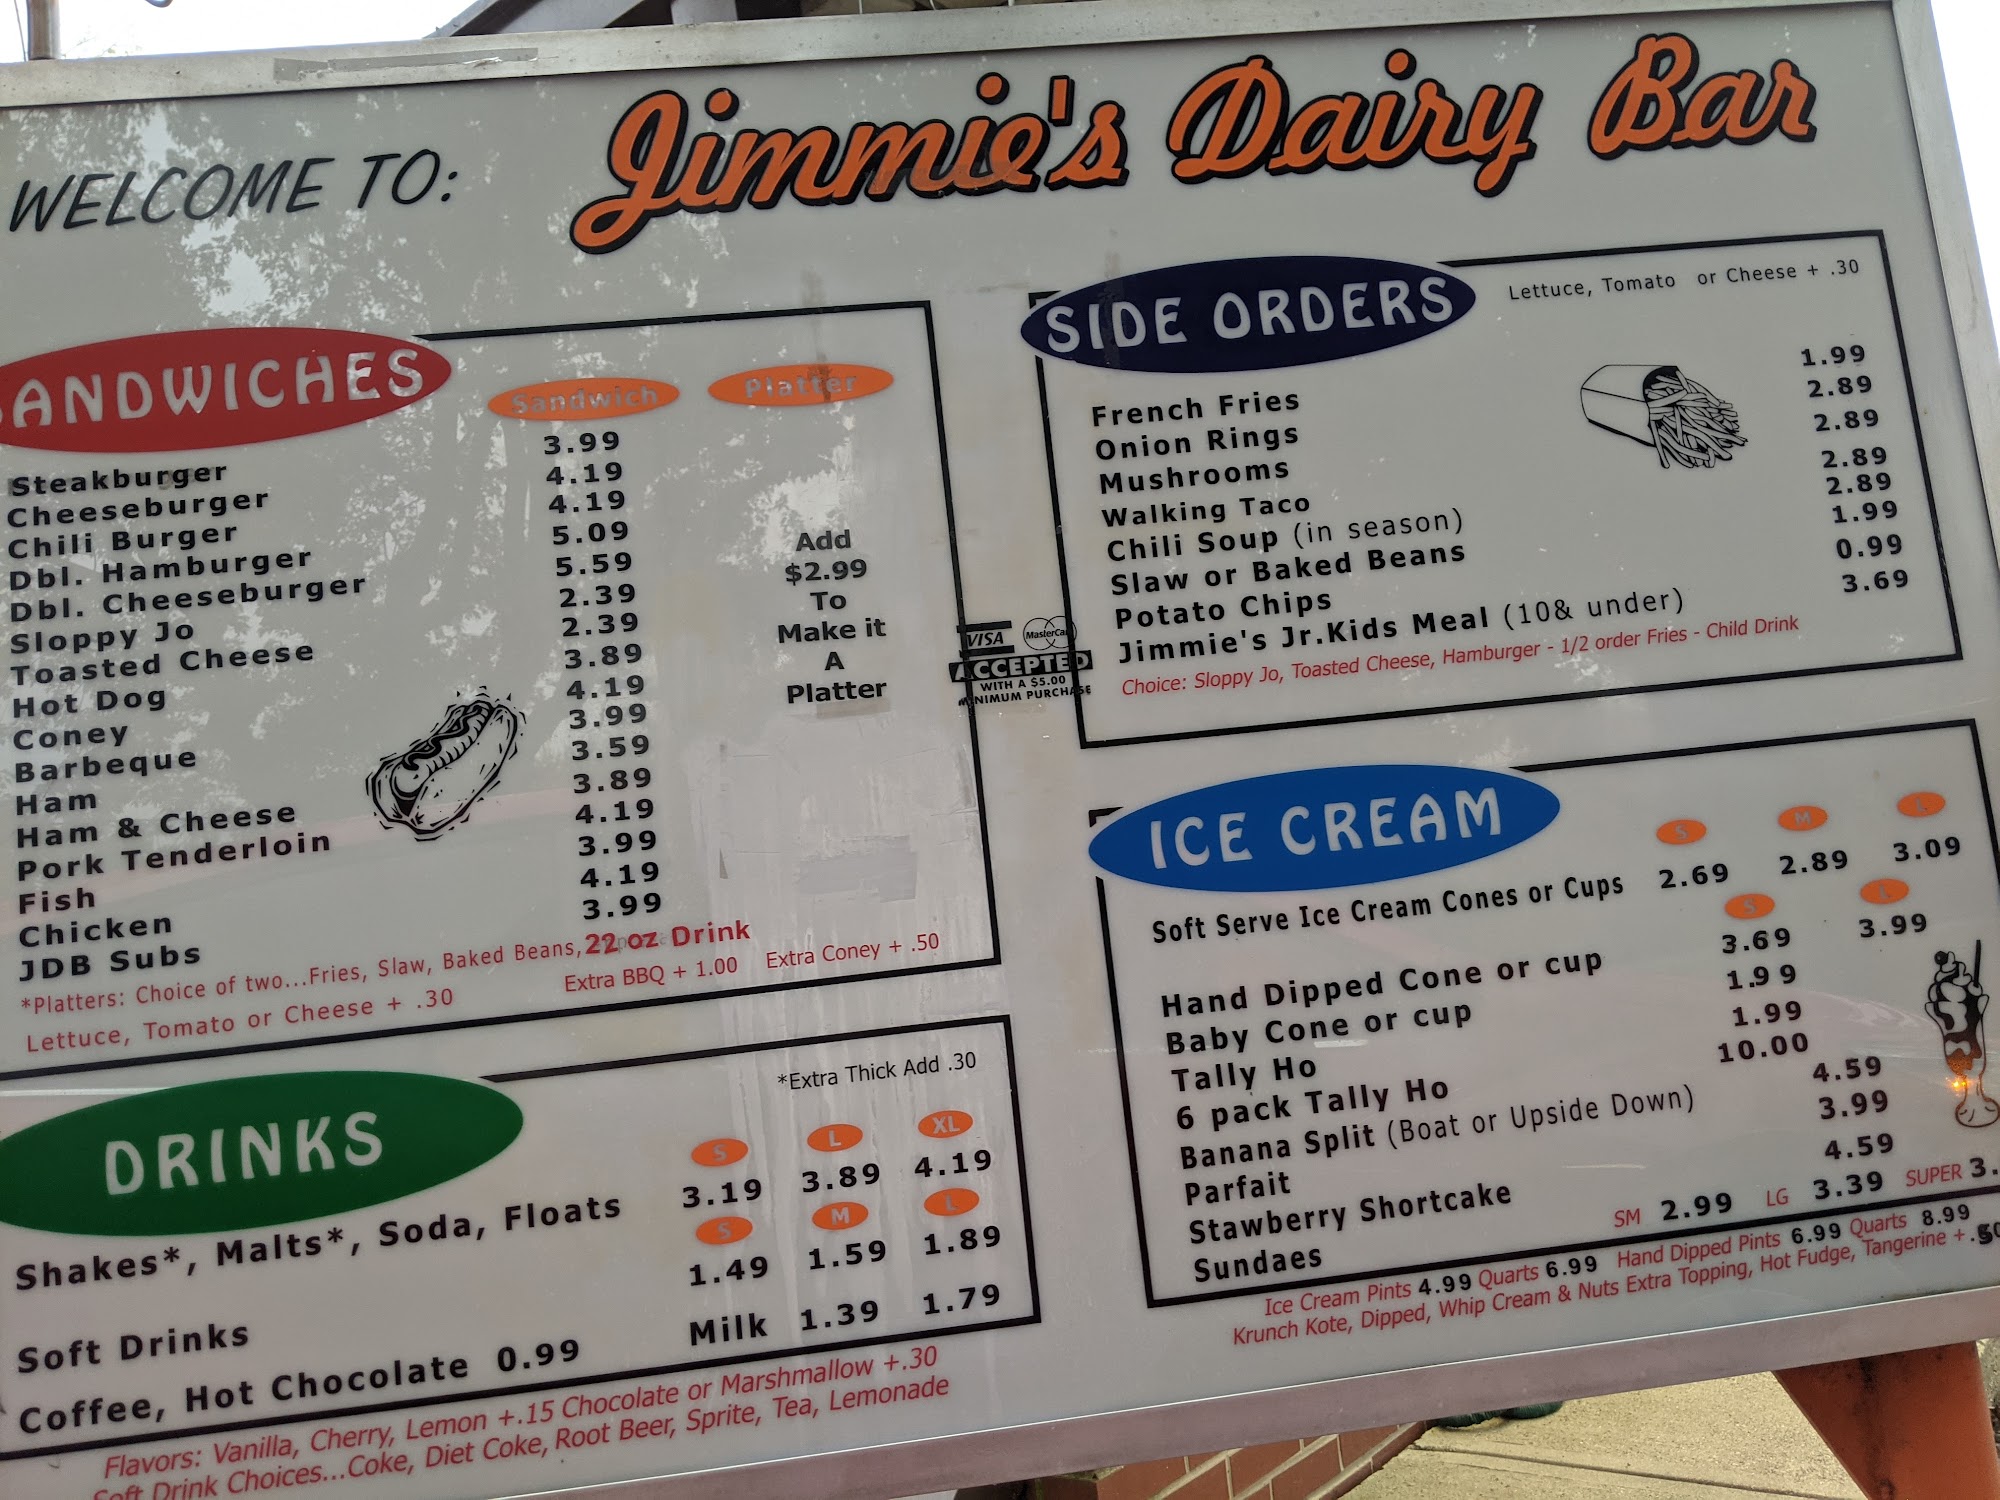 WELCOME TO: Jimmie's Dairy Bar
SANDWICHES
Sandwich Platter
Steakburger 3.99
Cheeseburger 4.19
Chili Burger 4.19
Dbl. Hamburger 5.09
Dbl. Cheeseburger 5.59
Sloppy Jo 2.39
Toasted Cheese 2.39
Hot Dog 3.89
Coney 4.19
Barbeque 3.99
Ham 3.59
Ham & Cheese 3.89
Pork Tenderloin 4.19
Fish 3.99
Chicken 4.19
JDB Subs 3.99
Add
$2.99
To
Make it
A
Platter
*Platters: Choice of two...Fries, Slaw, Baked Beans, 22 oz Drink
Lettuce, Tomato or Cheese + .30 Extra BBQ + 1.00 Extra Coney + .50
VISA MasterCard
ACCEPTED
WITH A $5.00
MINIMUM PURCHASE
DRINKS
*Extra Thick Add .30
S L XL
Shakes*, Malts*, Soda, Floats 3.19 3.89 4.19
S M L
Soft Drinks 1.49 1.59 1.89
Coffee, Hot Chocolate 0.99 Milk 1.39 1.79
Flavors: Vanilla, Cherry, Lemon +.15 Chocolate or Marshmallow +.30
Soft Drink Choices...Coke, Diet Coke, Root Beer, Sprite, Tea, Lemonade
SIDE ORDERS
Lettuce, Tomato or Cheese + .30
French Fries 1.99
Onion Rings 2.89
Mushrooms 2.89
Walking Taco 2.89
Chili Soup (in season) 2.89
Slaw or Baked Beans 1.99
Potato Chips 0.99
Jimmie's Jr.Kids Meal (10& under) 3.69
Choice: Sloppy Jo, Toasted Cheese, Hamburger - 1/2 order Fries - Child Drink
ICE CREAM
S M L
Soft Serve Ice Cream Cones or Cups 2.69 2.89 3.09
S L
Hand Dipped Cone or cup 3.69 3.99
Baby Cone or cup 1.99
Tally Ho 1.99
6 pack Tally Ho 10.00
Banana Split (Boat or Upside Down) 4.59
Parfait 3.99
Stawberry Shortcake 4.59
Sundaes SM 2.99 LG 3.39 SUPER 3.
Ice Cream Pints 4.99 Quarts 6.99 Hand Dipped Pints 6.99 Quarts 8.99
Krunch Kote, Dipped, Whip Cream & Nuts Extra Topping, Hot Fudge, Tangerine + .50